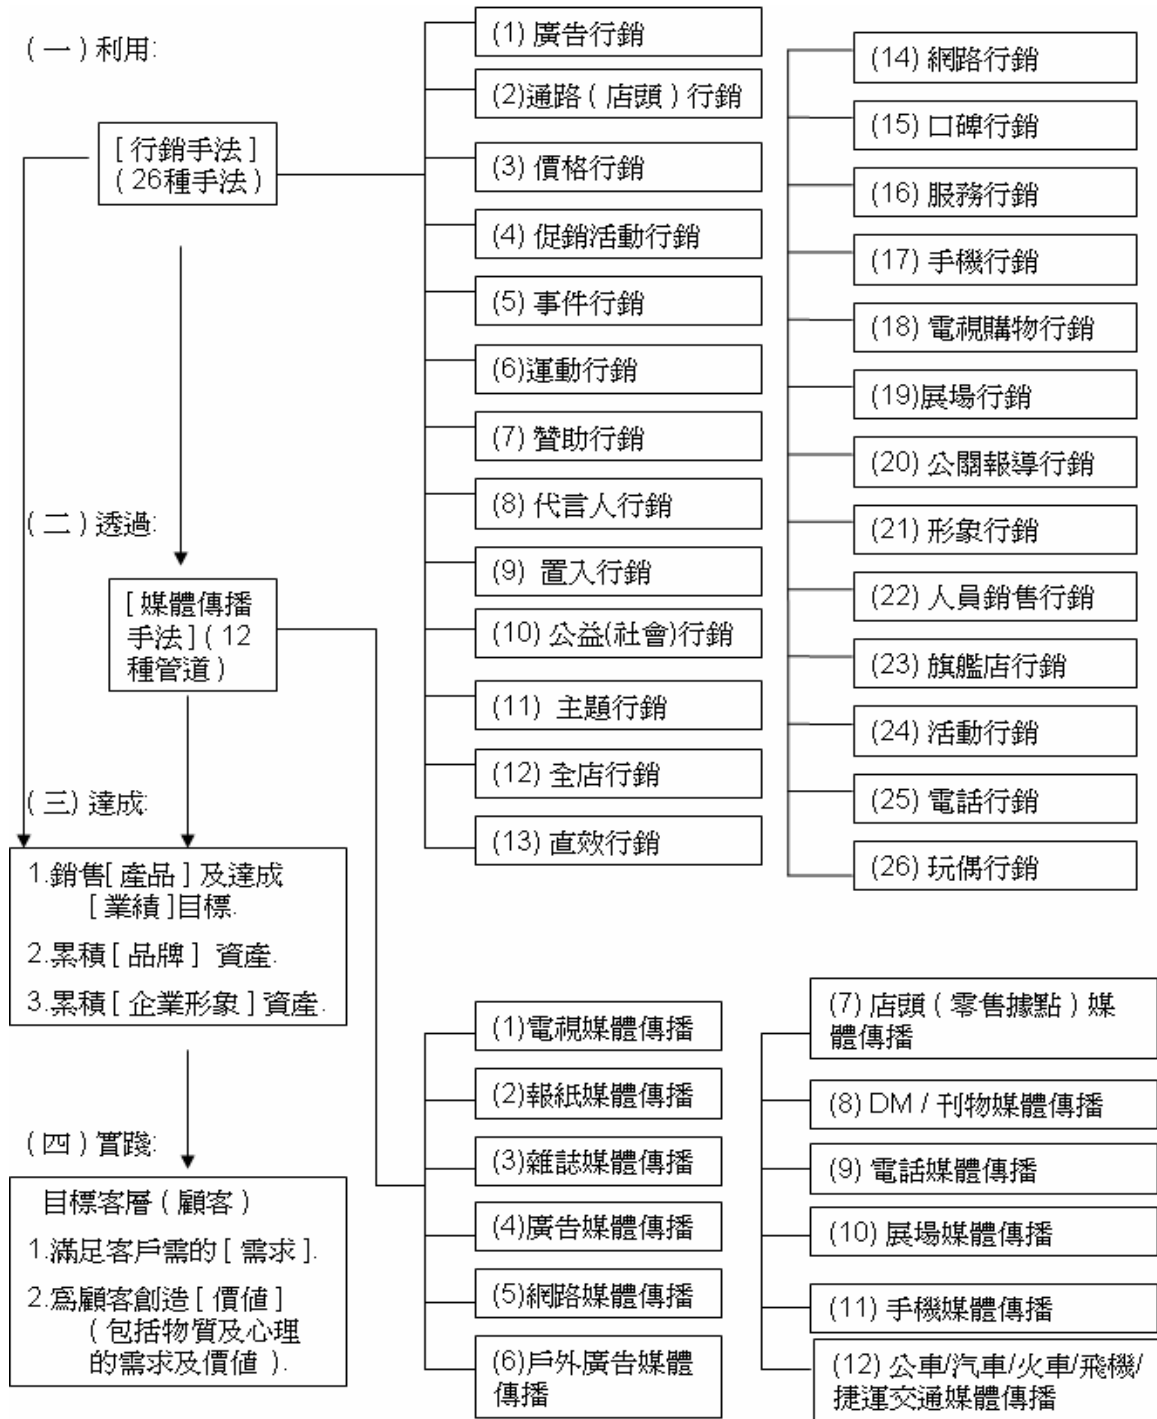 (一)利用:
[行銷手法]
(26種手法)
(1) 廣告行銷
(2)通路(店頭)行銷
(3) 價格行銷
(4) 促銷活動行銷
(5) 事件行銷
(6)運動行銷
(7) 贊助行銷
(8) 代言人行銷
(9) 置入行銷
(10) 公益(社會)行銷
(11) 主題行銷
(12) 全店行銷
(13) 直效行銷
(14) 網路行銷
(15) 口碑行銷
(16) 服務行銷
(17) 手機行銷
(18) 電視購物行銷
(19)展場行銷
(20) 公關報導行銷
(21) 形象行銷
(22) 人員銷售行銷
(23) 旗艦店行銷
(24) 活動行銷
(25) 電話行銷
(26) 玩偶行銷
(二)透過:
[媒體傳播
手法](12
種管道)
(1)電視媒體傳播
(2)報紙媒體傳播
(3)雜誌媒體傳播
(4)廣告媒體傳播
(5)網路媒體傳播
(6)戶外廣告媒體
傳播
(7) 店頭(零售據點)媒
體傳播
(8) DM / 刊物媒體傳播
(9) 電話媒體傳播
(10) 展場媒體傳播
(11) 手機媒體傳播
(12) 公車/汽車/火車/飛機/
捷運交通媒體傳播
(三)達成:
1.銷售[產品]及達成
[業績]目標.
2.累積[品牌] 資產.
3.累積[企業形象]資產.
(四)實踐:
目標客層(顧客)
1.滿足客戶需的[需求].
2.爲顧客創造[價值]
(包括物質及心理
的需求及價值).